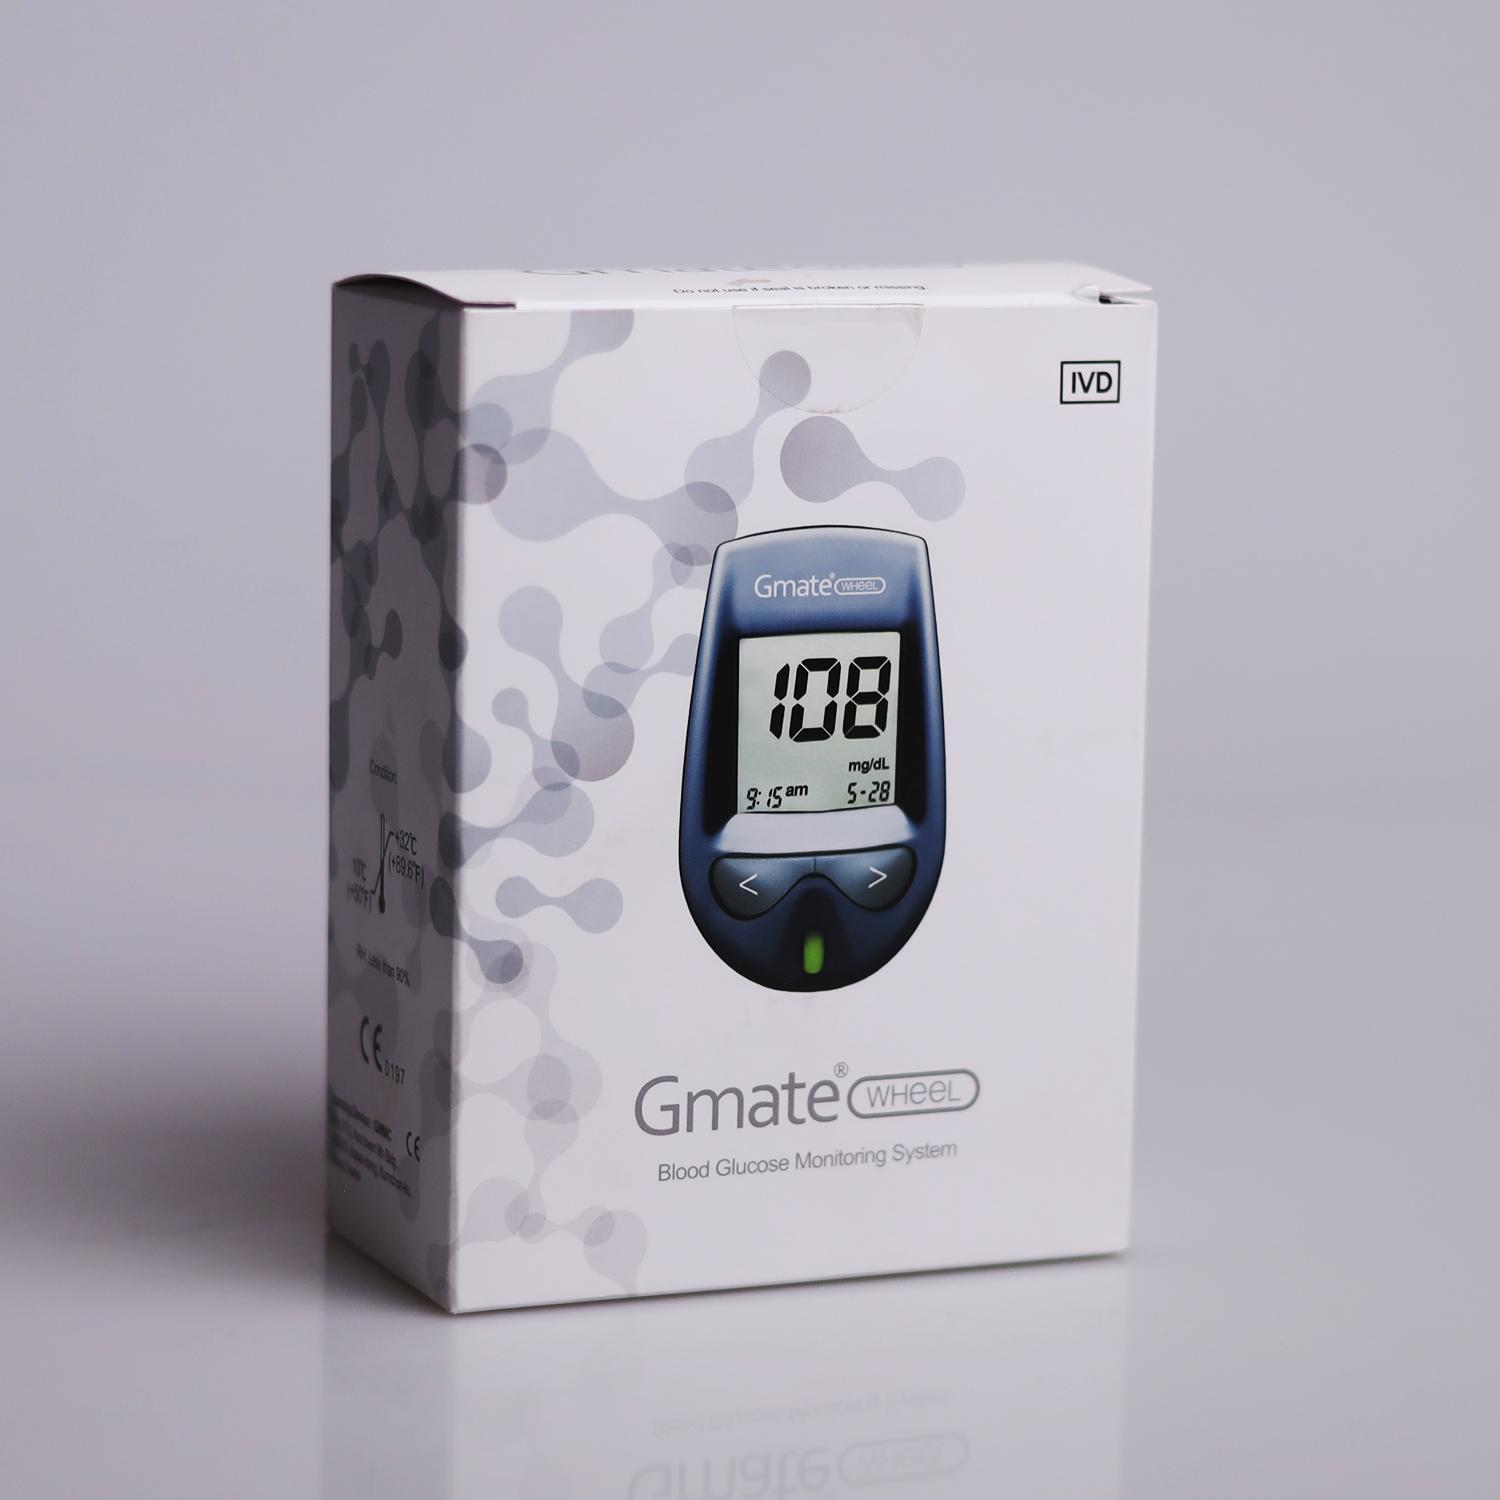 Do not use if seal is broken or missing.
IVD
Gmate® WHEEL
108
mg/dL
9:15 am 5-28
< >
Gmate® WHEEL
Blood Glucose Monitoring System
Condition:
+32℃
(+89.6℉)
10℃
(+50℉)
RH: Less than 90%
CE 0197
CE